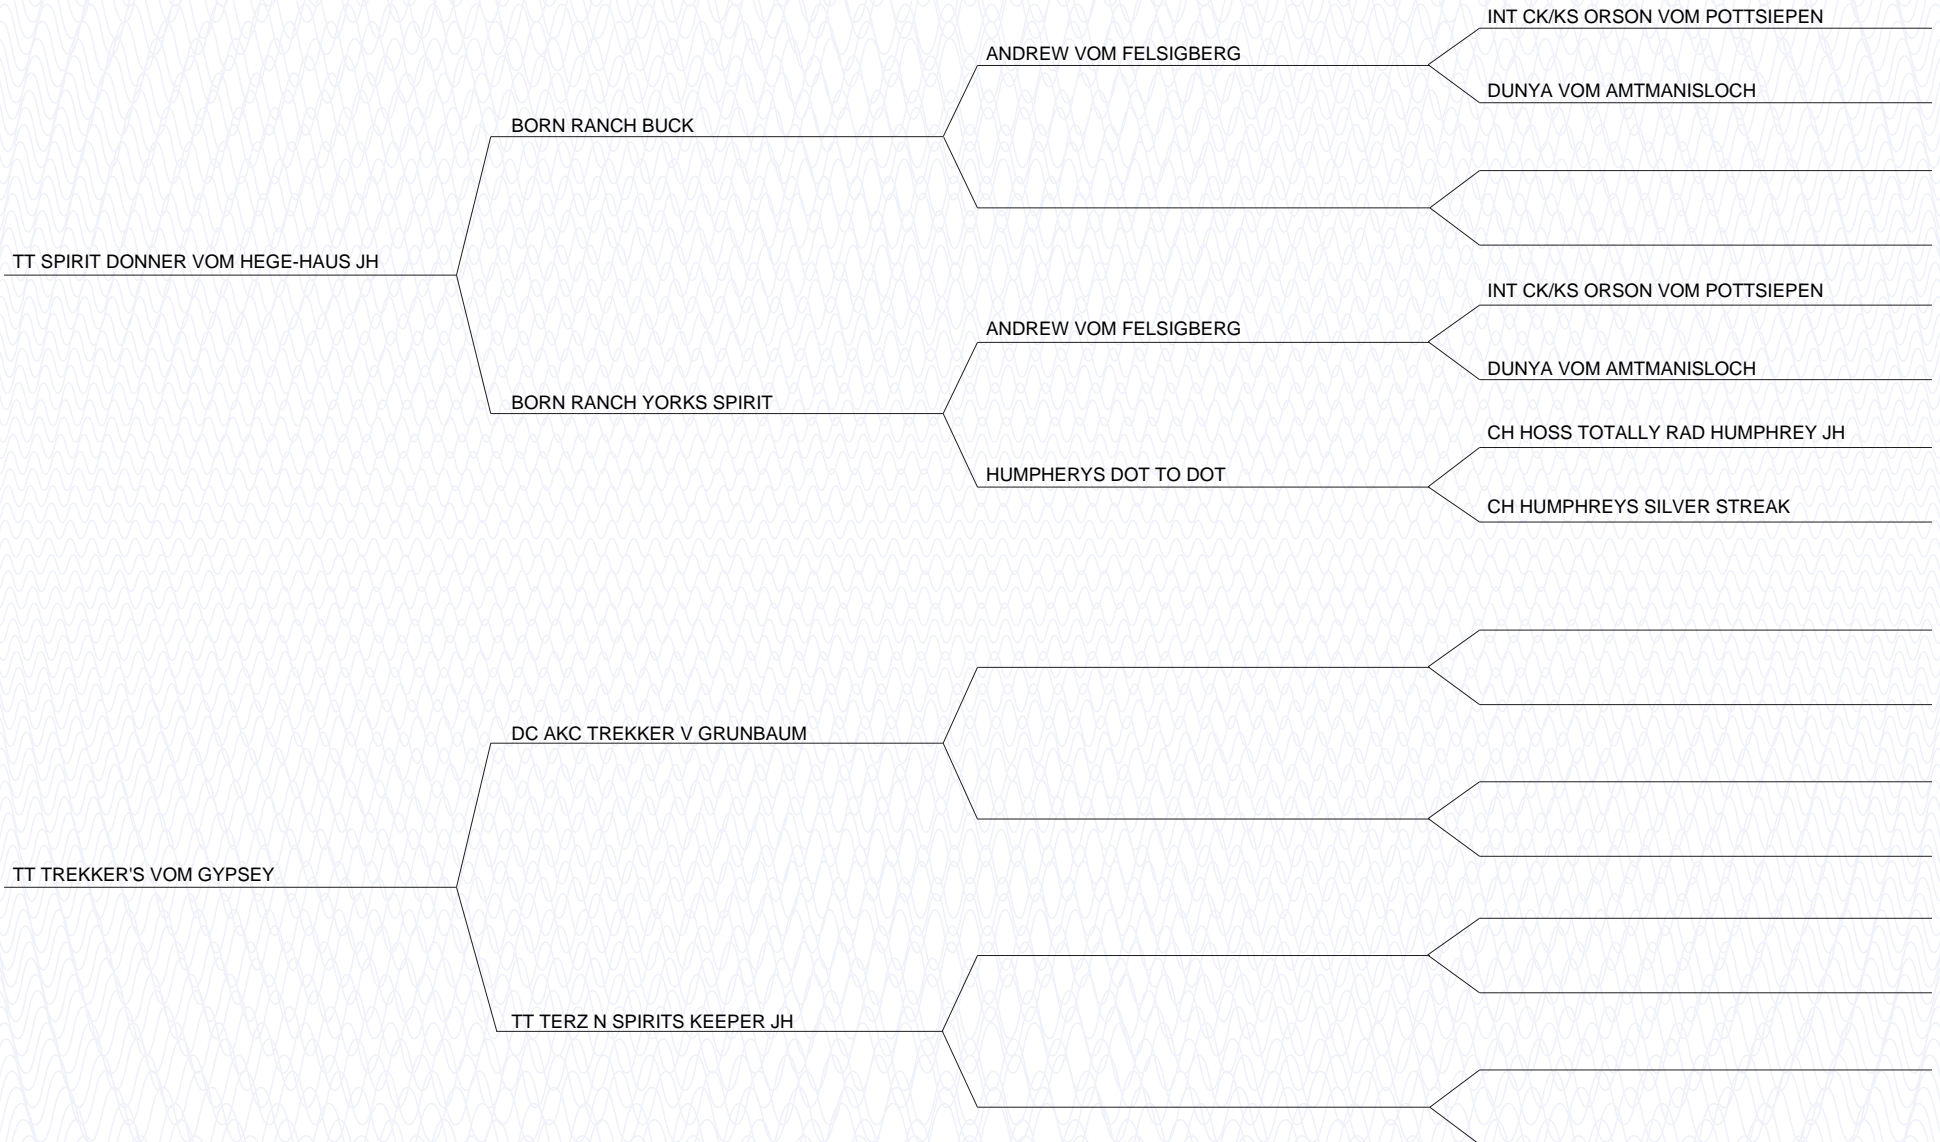 INT CK/KS ORSON VOM POTTSIEPEN
ANDREW VOM FELSIGBERG
DUNYA VOM AMTMANISLOCH
BORN RANCH BUCK
TT SPIRIT DONNER VOM HEGE-HAUS JH
INT CK/KS ORSON VOM POTTSIEPEN
ANDREW VOM FELSIGBERG
DUNYA VOM AMTMANISLOCH
BORN RANCH YORKS SPIRIT
CH HOSS TOTALLY RAD HUMPHREY JH
HUMPHERYS DOT TO DOT
CH HUMPHREYS SILVER STREAK
DC AKC TREKKER V GRUNBAUM
TT TREKKER'S VOM GYPSEY
TT TERZ N SPIRITS KEEPER JH